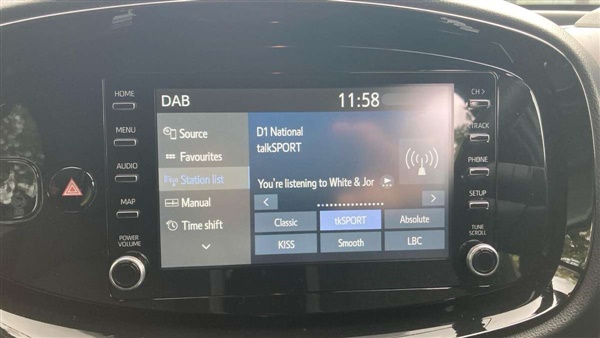 DAB 11:58
HOME
MENU
AUDIO
MAP
POWER
VOLUME
Source
Favourites
Station list
Manual
Time shift
D1 National
talkSPORT
You're listening to White & Jor
Classic tkSPORT Absolute
KISS Smooth LBC
CH>
TRACK
PHONE
SETUP
TUNE
SCROLL